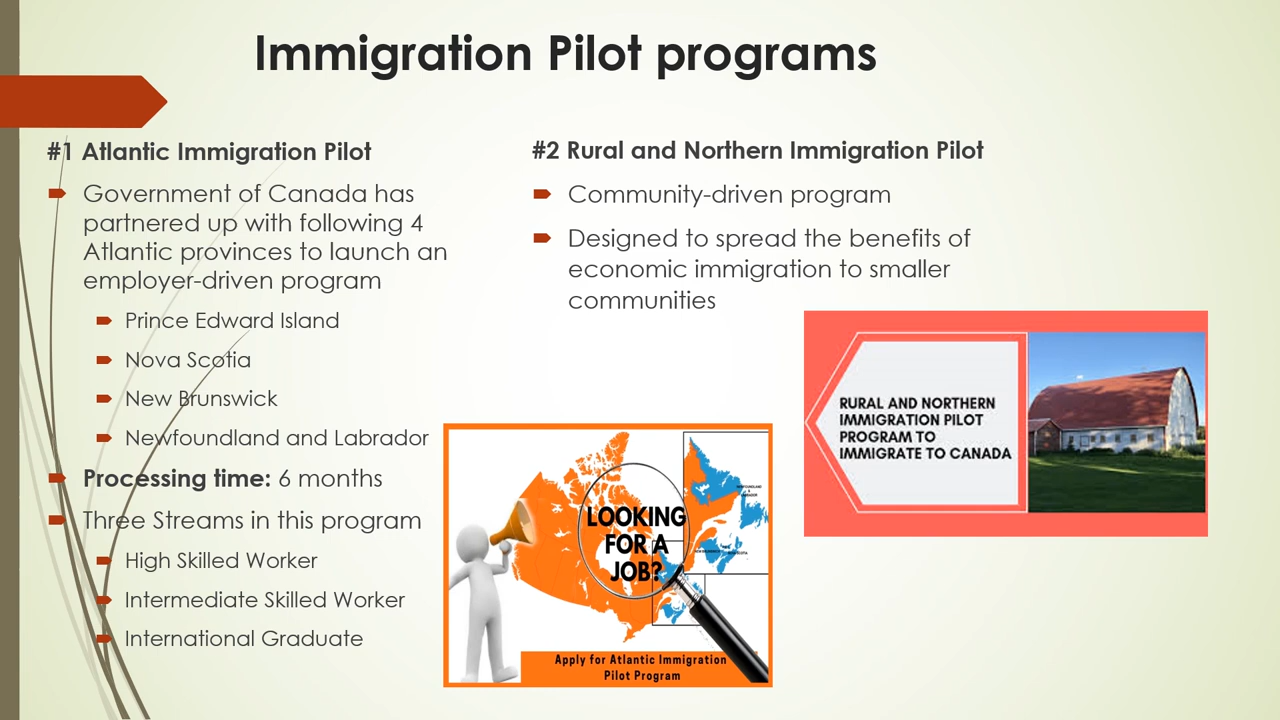 Immigration Pilot programs
#1 Atlantic Immigration Pilot
Government of Canada has
partnered up with following 4
Atlantic provinces to launch an
employer-driven program
Prince Edward Island
Nova Scotia
New Brunswick
Newfoundland and Labrador
Processing time: 6 months
Three Streams in this program
High Skilled Worker
Intermediate Skilled Worker
International Graduate
#2 Rural and Northern Immigration Pilot
Community-driven program
Designed to spread the benefits of
economic immigration to smaller
communities
RURAL AND NORTHERN
IMMIGRATION PILOT
PROGRAM TO
IMMIGRATE TO CANADA
LOOKING
FOR A
JOB?
Apply for Atlantic Immigration
Pilot Program